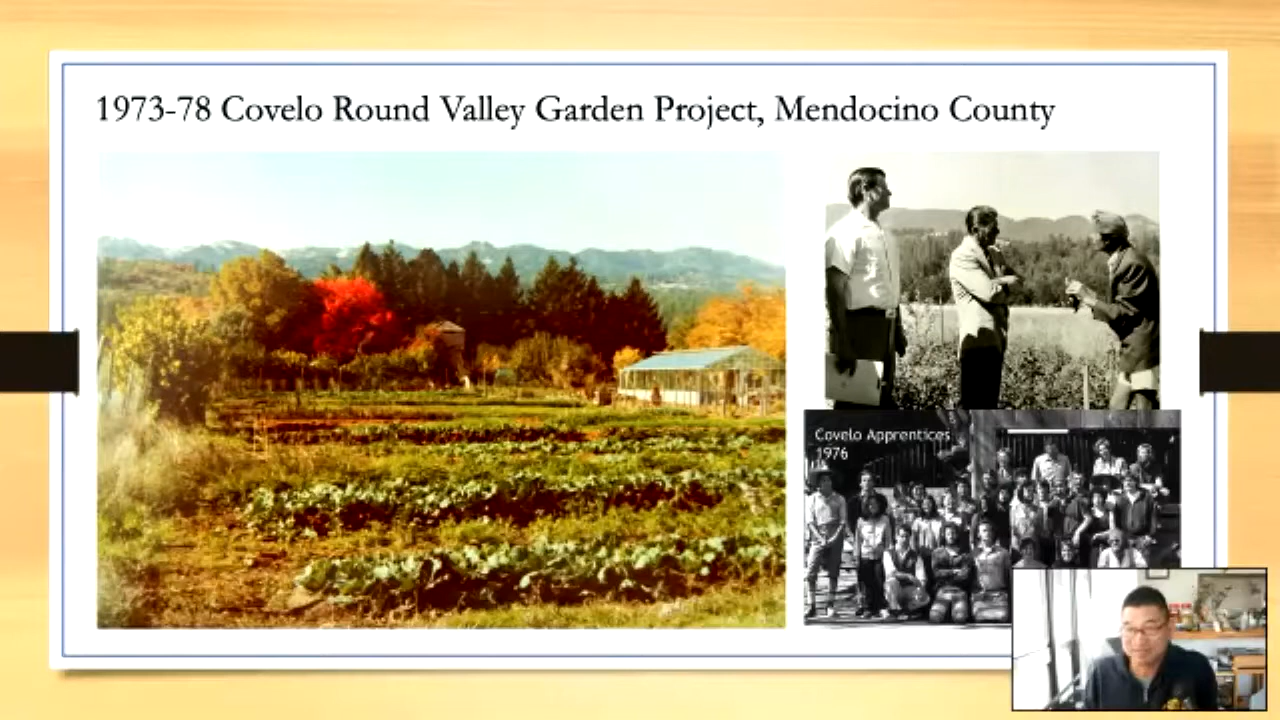 1973-78 Covelo Round Valley Garden Project, Mendocino County
Covelo Apprentices
1976